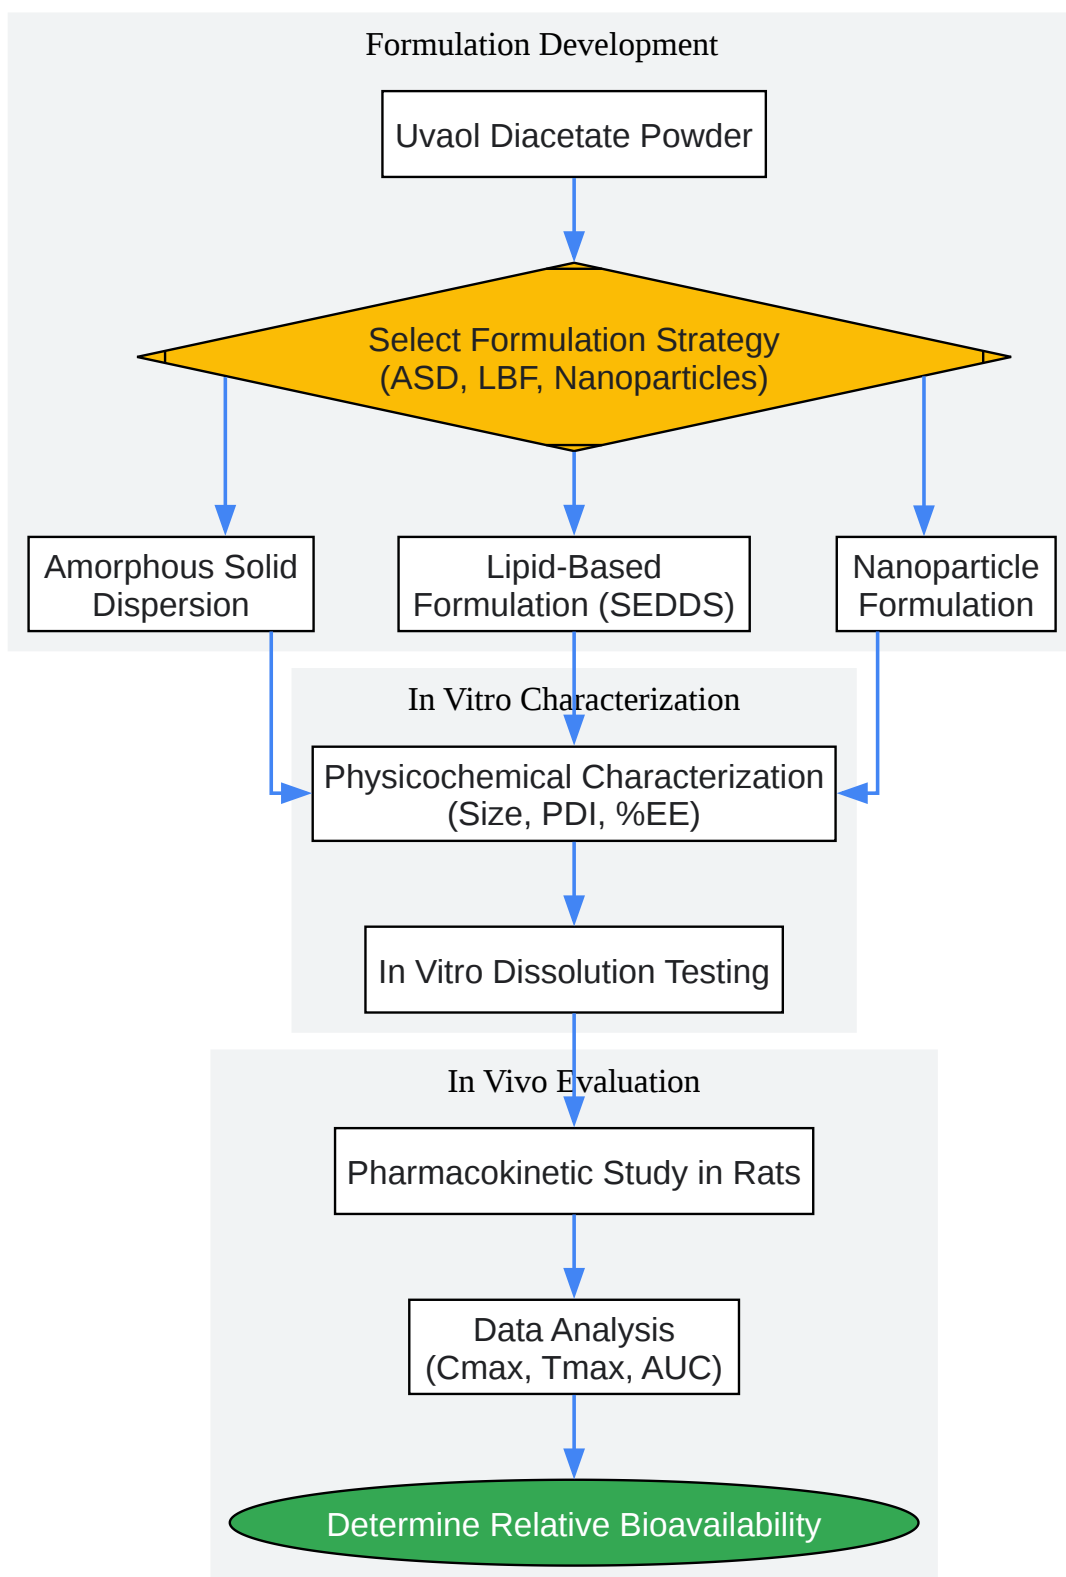 Formulation Development
Uvaol Diacetate Powder
Select Formulation Strategy
(ASD, LBF, Nanoparticles)
Amorphous Solid
Dispersion
Lipid-Based
Formulation (SEDDS)
Nanoparticle
Formulation
In Vitro Characterization
Physicochemical Characterization
(Size, PDI, %EE)
In Vitro Dissolution Testing
In Vivo Evaluation
Pharmacokinetic Study in Rats
Data Analysis
(Cmax, Tmax, AUC)
Determine Relative Bioavailability